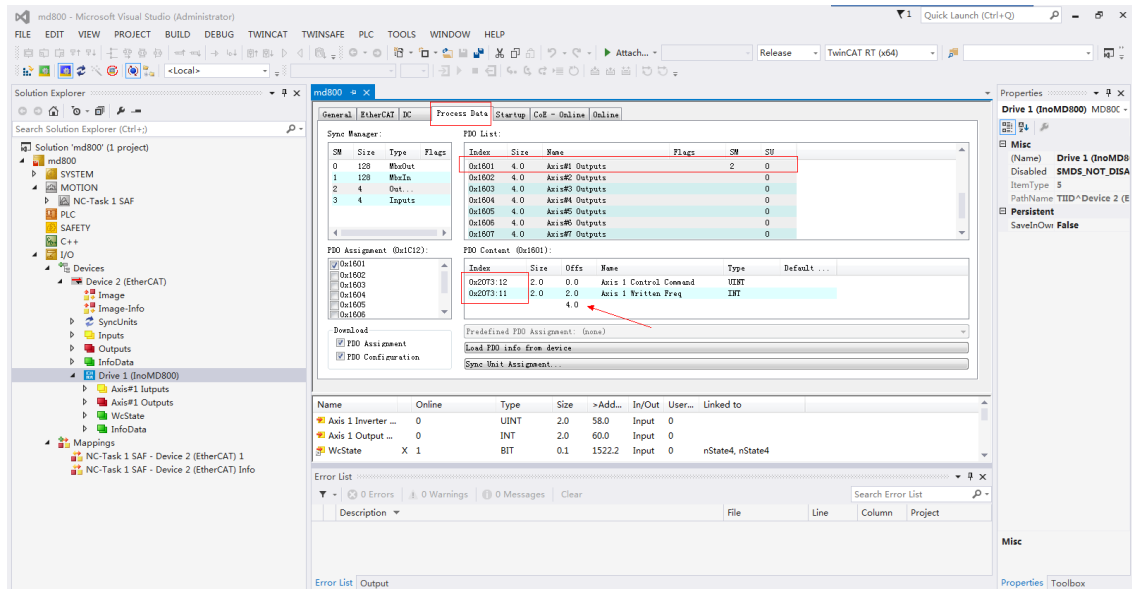 md800 - Microsoft Visual Studio (Administrator)
1 Quick Launch (Ctrl+Q)
FILE EDIT VIEW PROJECT BUILD DEBUG TWINCAT TWINSAFE PLC TOOLS WINDOW HELP
Attach... Release TwinCAT RT (x64)
<Local>
Solution Explorer
Search Solution Explorer (Ctrl+;)
Solution 'md800' (1 project)
md800
SYSTEM
MOTION
NC-Task 1 SAF
PLC
SAFETY
C++
I/O
Devices
Device 2 (EtherCAT)
Image
Image-Info
SyncUnits
Inputs
Outputs
InfoData
Drive 1 (InoMD800)
Axis#1 Iutputs
Axis#1 Outputs
WcState
InfoData
Mappings
NC-Task 1 SAF - Device 2 (EtherCAT) 1
NC-Task 1 SAF - Device 2 (EtherCAT) Info
md800
General EtherCAT DC Process Data Startup CoE - Online Online
Sync Manager:
SM Size Type Flags
0 128 MbxOut
1 128 MbxIn
2 4 Out...
3 4 Inputs
PDO List:
Index Size Name Flags SM SU
0x1601 4.0 Axis#1 Outputs 2 0
0x1602 4.0 Axis#2 Outputs 0
0x1603 4.0 Axis#3 Outputs 0
0x1604 4.0 Axis#4 Outputs 0
0x1605 4.0 Axis#5 Outputs 0
0x1606 4.0 Axis#6 Outputs 0
0x1607 4.0 Axis#7 Outputs 0
PDO Assignment (0x1C12):
0x1601
0x1602
0x1603
0x1604
0x1605
0x1606
PDO Content (0x1601):
Index Size Offs Name Type Default ...
0x2073:12 2.0 0.0 Axis 1 Control Command UINT
0x2073:11 2.0 2.0 Axis 1 Written Freq INT
4.0
Download
PDO Assignment
PDO Configuration
Predefined PDO Assignment: (none)
Load PDO info from device
Sync Unit Assignment...
Name Online Type Size >Add... In/Out User... Linked to
Axis 1 Inverter ... 0 UINT 2.0 58.0 Input 0
Axis 1 Output ... 0 INT 2.0 60.0 Input 0
WcState X 1 BIT 0.1 1522.2 Input 0 nState4, nState4
Error List
0 Errors 0 Warnings 0 Messages Clear Search Error List
Description File Line Column Project
Error List Output
Properties
Drive 1 (InoMD800) MD80C
Misc
(Name) Drive 1 (InoMD8
Disabled SMDS_NOT_DISA
ItemType 5
PathName TIID^Device 2 (E
Persistent
SaveInOwr False
Misc
Properties Toolbox